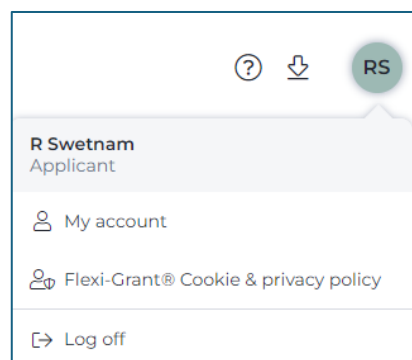 RS
R Swetnam
Applicant
My account
Flexi-Grant® Cookie & privacy policy
Log off